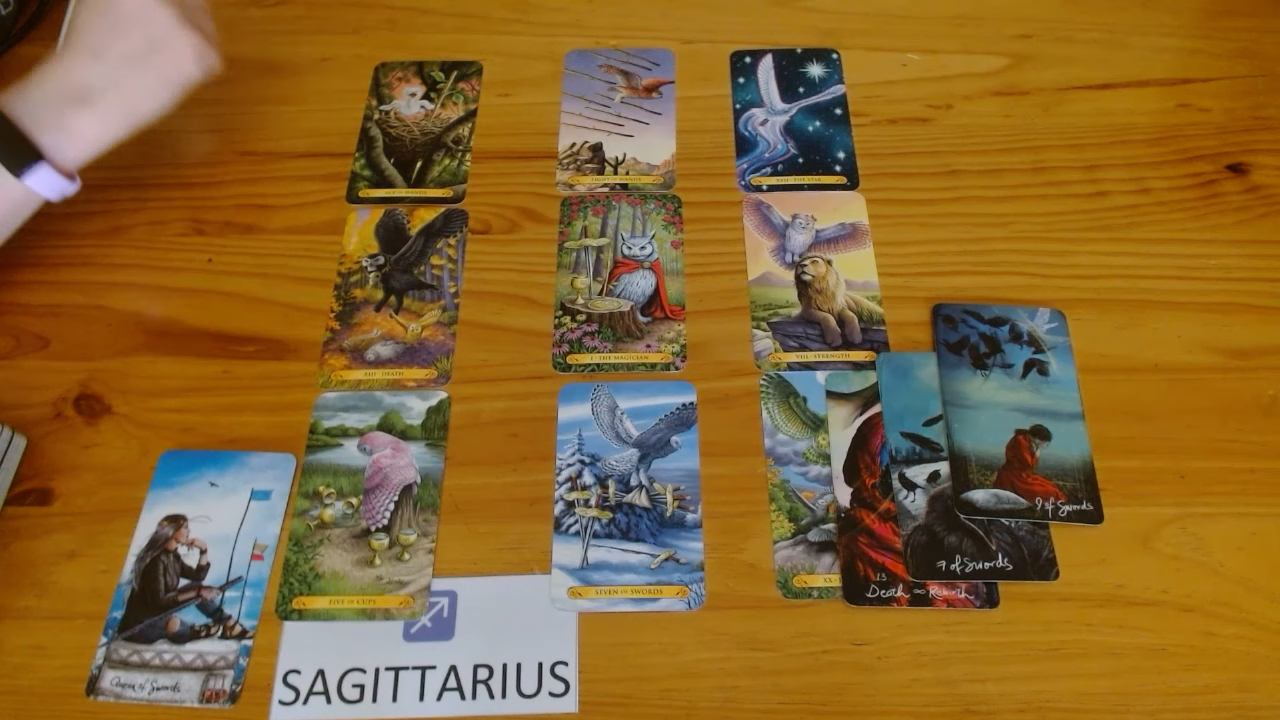 ACE OF WANDS
EIGHT OF WANDS
XVII · THE STAR
XIII · DEATH
I · THE MAGICIAN
VIII · STRENGTH
FIVE OF CUPS
SEVEN OF SWORDS
XX ·
13
Death ∞ Rebirth
7 of Swords
9 of Swords
Queen of Swords
SAGITTARIUS